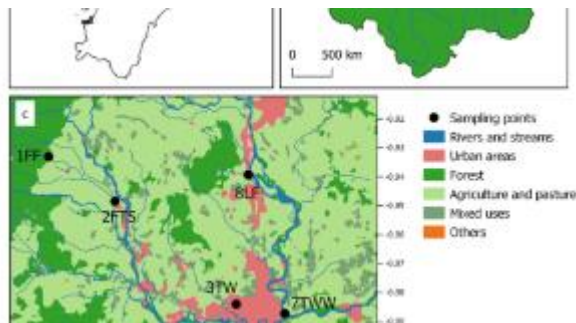 0 500 km
c
Sampling points
Rivers and streams
Urban areas
Forest
Agriculture and pasture
Mixed uses
Others
1FF
2FTS
8LF
3TW
7TWW